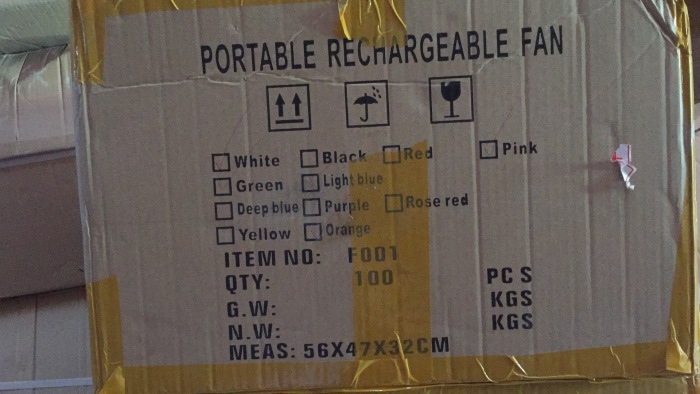 PORTABLE RECHARGEABLE FAN
White Black Red Pink
Green Light blue
Deep blue Purple Rose red
Yellow Orange
ITEM NO: F001
QTY: 100 PCS
G.W: KGS
N.W: KGS
MEAS: 56X47X32CM